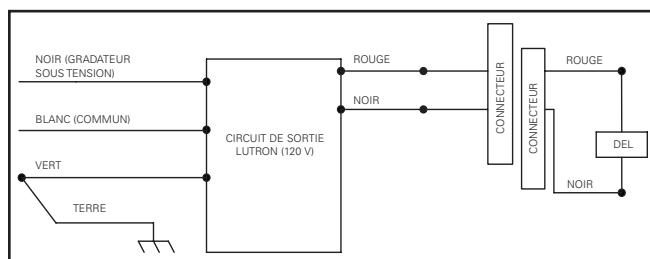 NOIR (GRADATEUR
SOUS TENSION)
BLANC (COMMUN)
VERT
TERRE
CIRCUIT DE SORTIE
LUTRON (120 V)
ROUGE
NOIR
CONNECTEUR
CONNECTEUR
ROUGE
DEL
NOIR